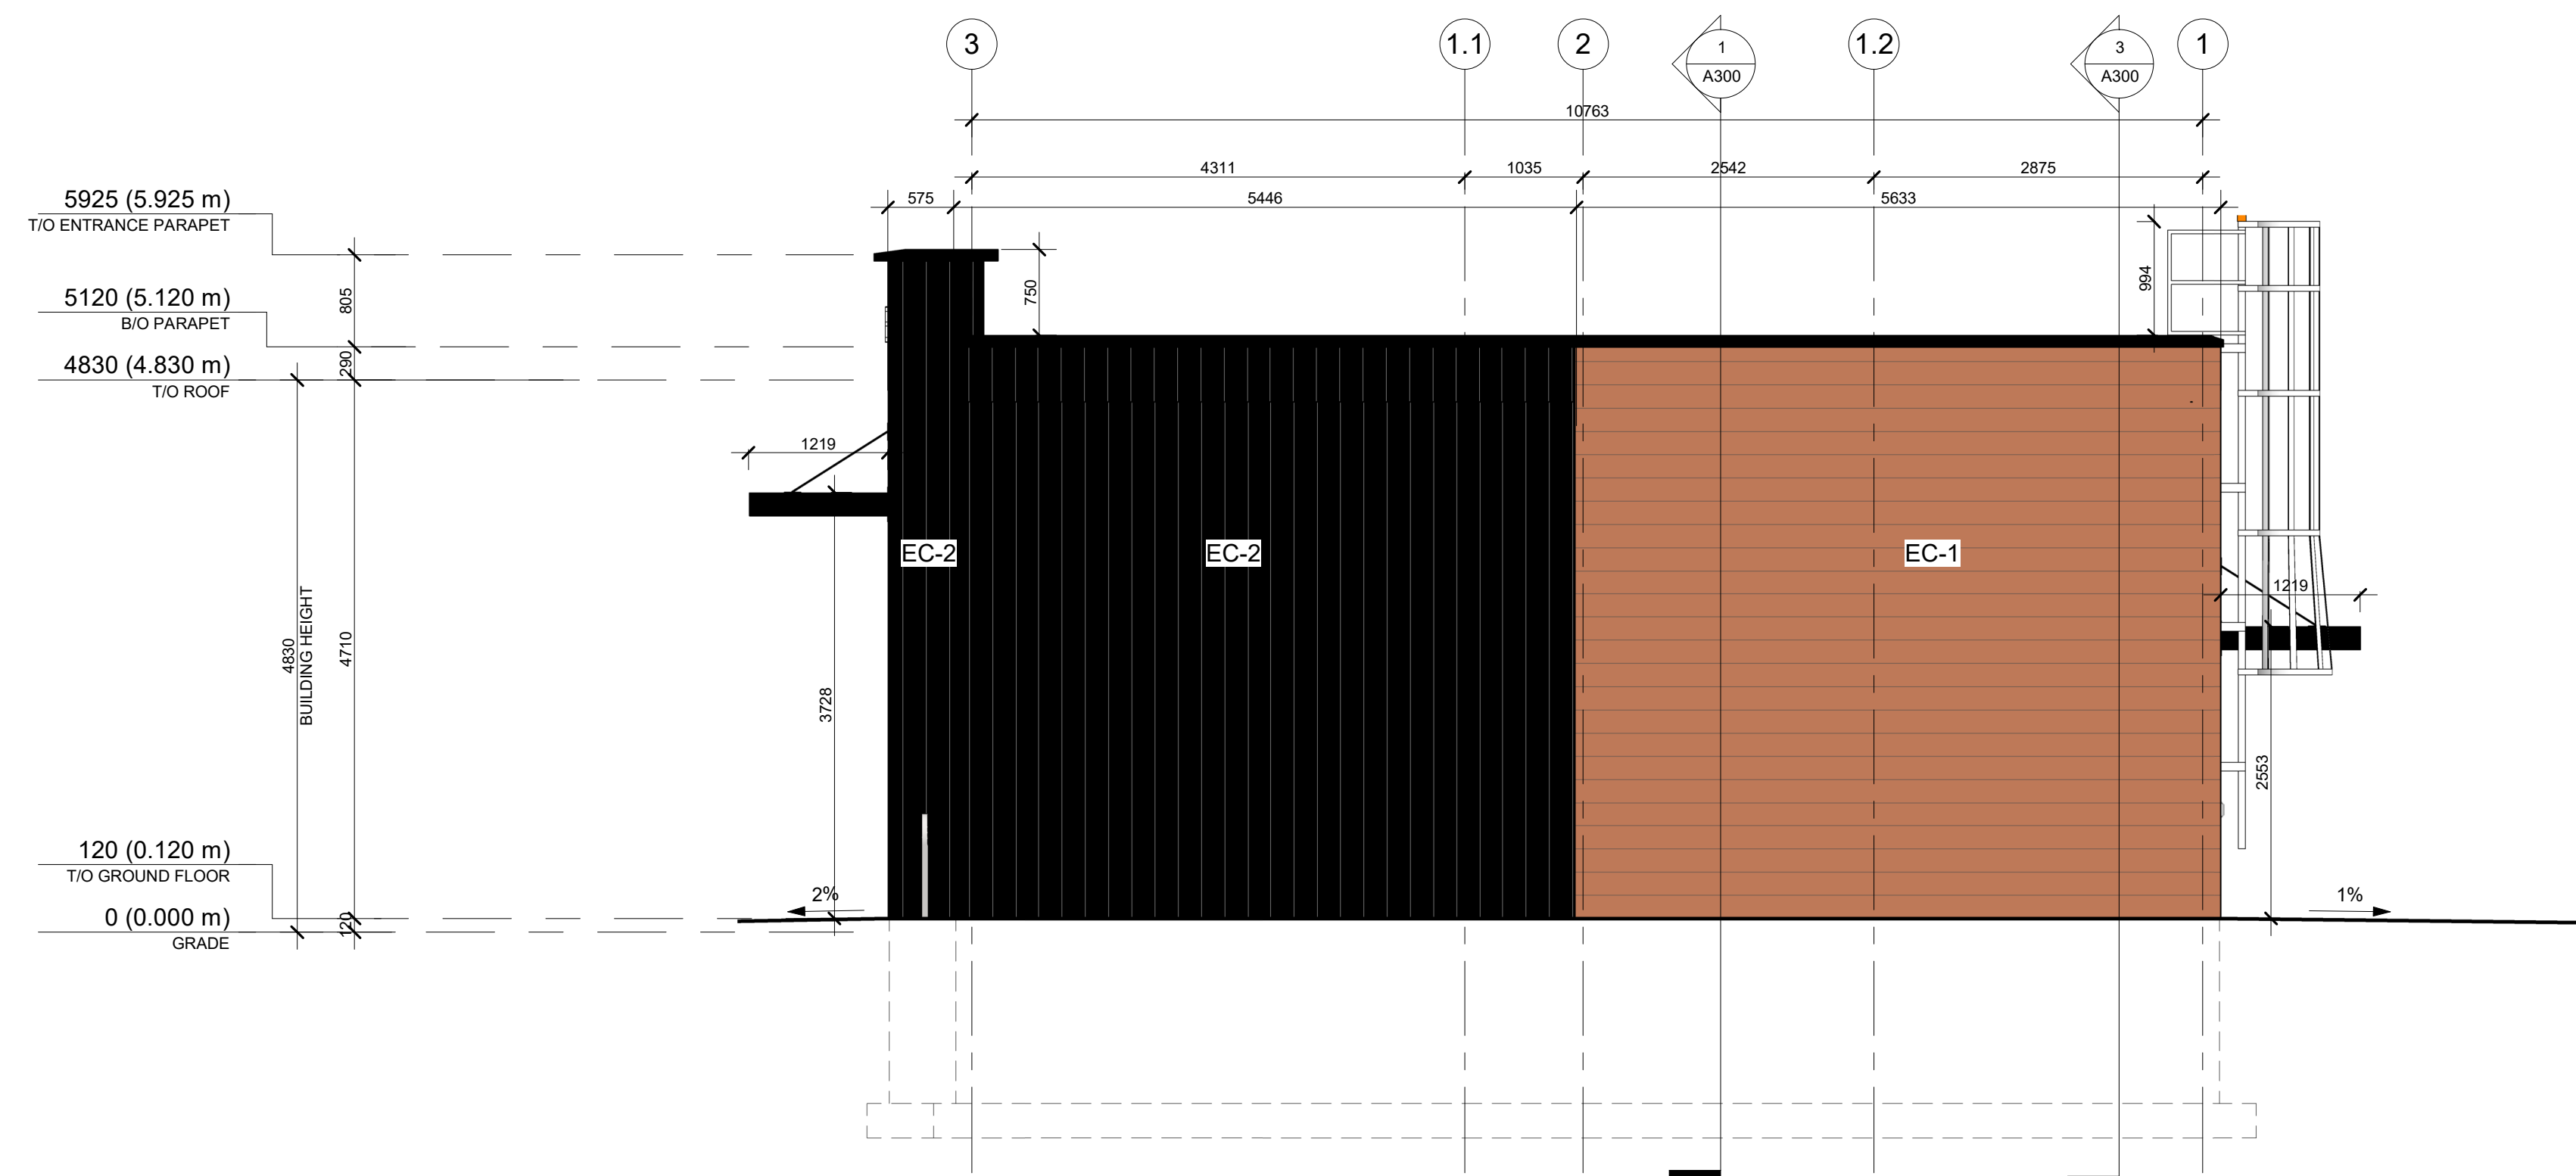 3
1.1
2
1
A300
1.2
3
A300
1
10763
4311
1035
2542
2875
575
5446
5633
5925 (5.925 m)
T/O ENTRANCE PARAPET
5120 (5.120 m)
B/O PARAPET
4830 (4.830 m)
T/O ROOF
805
290
750
994
1219
EC-2
EC-2
EC-1
1219
4830
BUILDING HEIGHT
4710
3728
2553
120 (0.120 m)
T/O GROUND FLOOR
0 (0.000 m)
GRADE
120
2%
1%